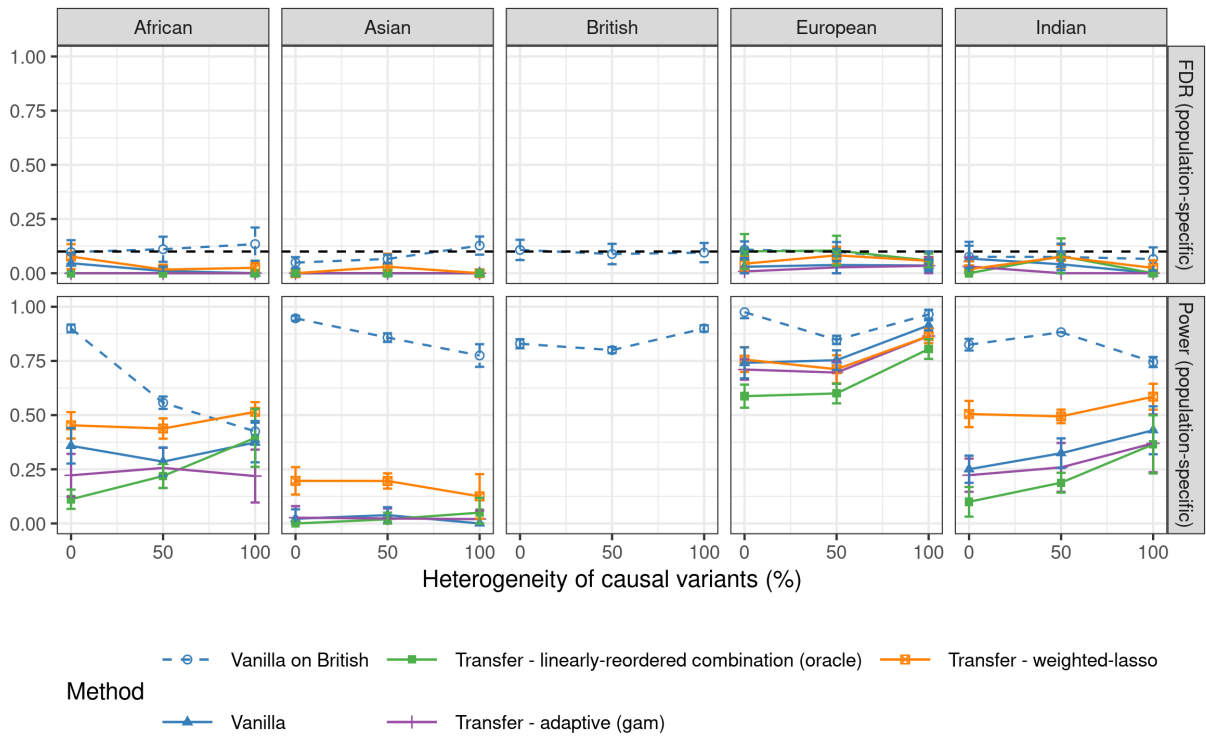 African Asian British European Indian
1.00
0.75
0.50
0.25
0.00
FDR (population-specific)
1.00
0.75
0.50
0.25
0.00
Power (population-specific)
0 50 100 0 50 100 0 50 100 0 50 100 0 50 100
Heterogeneity of causal variants (%)
Method
Vanilla on British Transfer - linearly-reordered combination (oracle) Transfer - weighted-lasso
Vanilla Transfer - adaptive (gam)